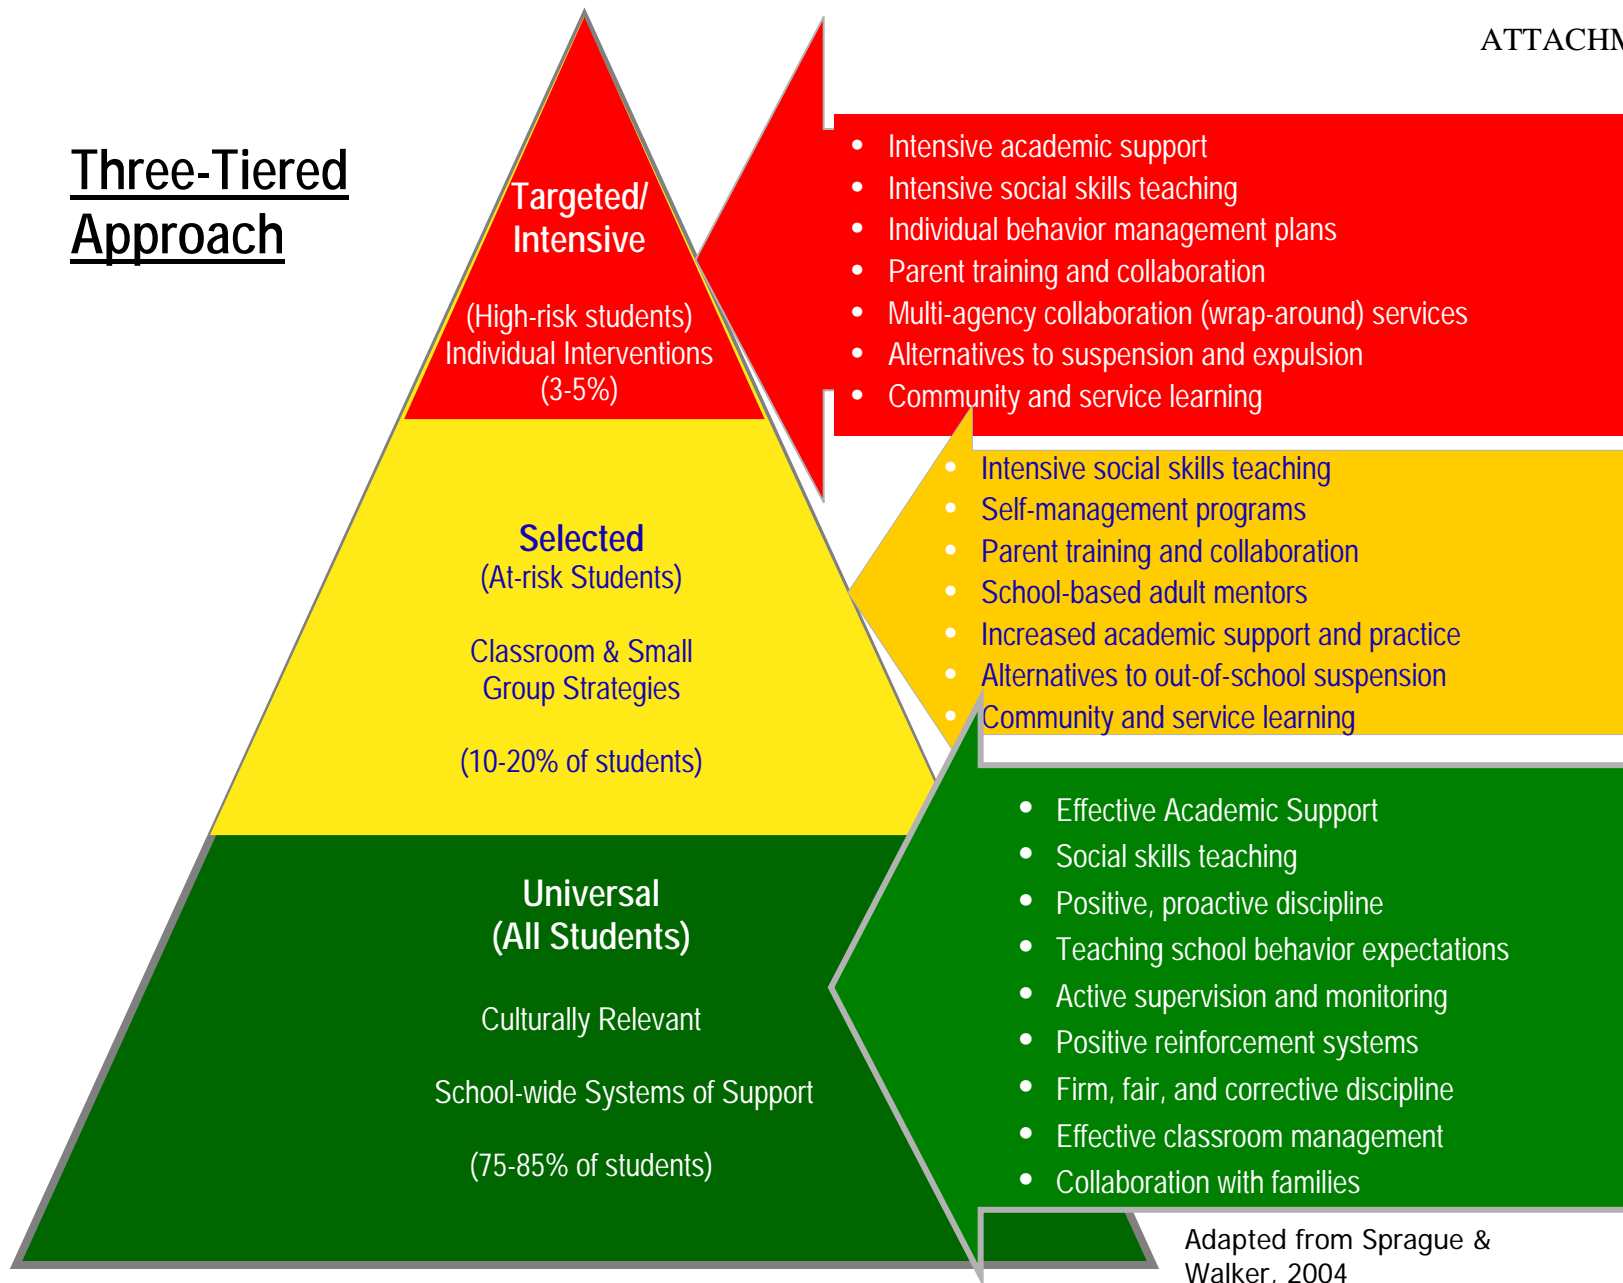 ATTACHM
Three-Tiered
Approach
Targeted/
Intensive
(High-risk students)
Individual Interventions
(3-5%)
• Intensive academic support
• Intensive social skills teaching
• Individual behavior management plans
• Parent training and collaboration
• Multi-agency collaboration (wrap-around) services
• Alternatives to suspension and expulsion
• Community and service learning
Selected
(At-risk Students)
Classroom & Small
Group Strategies
(10-20% of students)
• Intensive social skills teaching
• Self-management programs
• Parent training and collaboration
• School-based adult mentors
• Increased academic support and practice
• Alternatives to out-of-school suspension
• Community and service learning
Universal
(All Students)
Culturally Relevant
School-wide Systems of Support
(75-85% of students)
• Effective Academic Support
• Social skills teaching
• Positive, proactive discipline
• Teaching school behavior expectations
• Active supervision and monitoring
• Positive reinforcement systems
• Firm, fair, and corrective discipline
• Effective classroom management
• Collaboration with families
Adapted from Sprague &
Walker, 2004